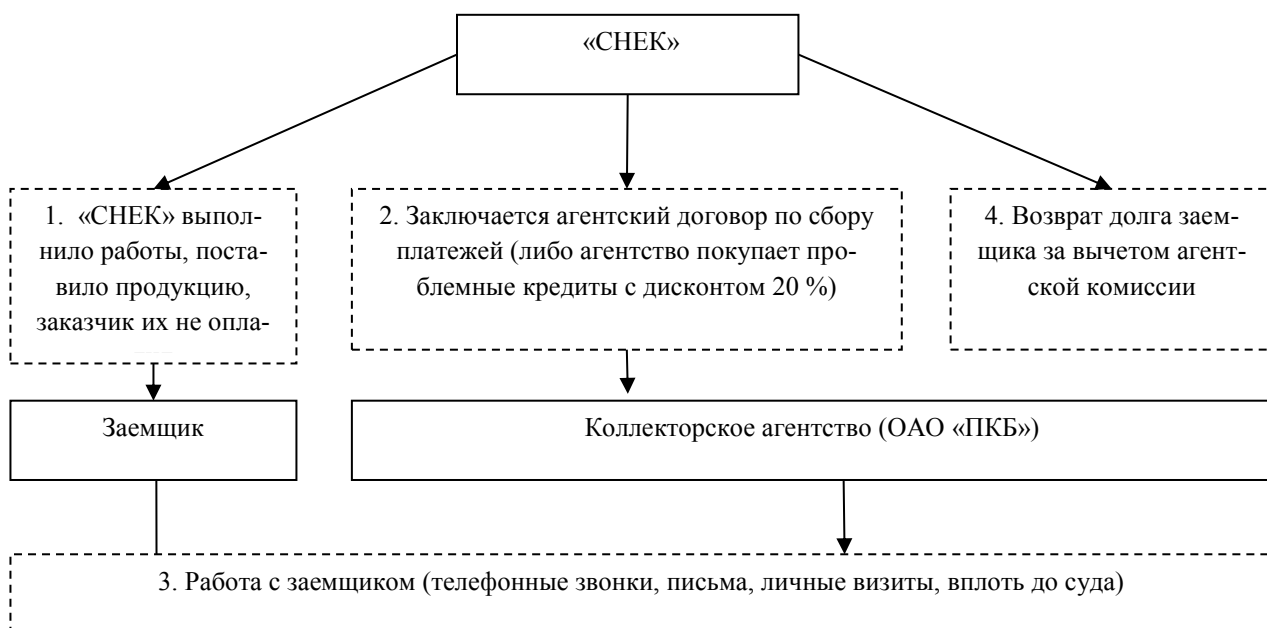 «СНЕК»
1. «СНЕК» выпол-
нило работы, поста-
вило продукцию,
заказчик их не опла-
2. Заключается агентский договор по сбору
платежей (либо агентство покупает про-
блемные кредиты с дисконтом 20 %)
4. Возврат долга заем-
щика за вычетом агент-
ской комиссии
Заемщик
Коллекторское агентство (ОАО «ПКБ»)
3. Работа с заемщиком (телефонные звонки, письма, личные визиты, вплоть до суда)